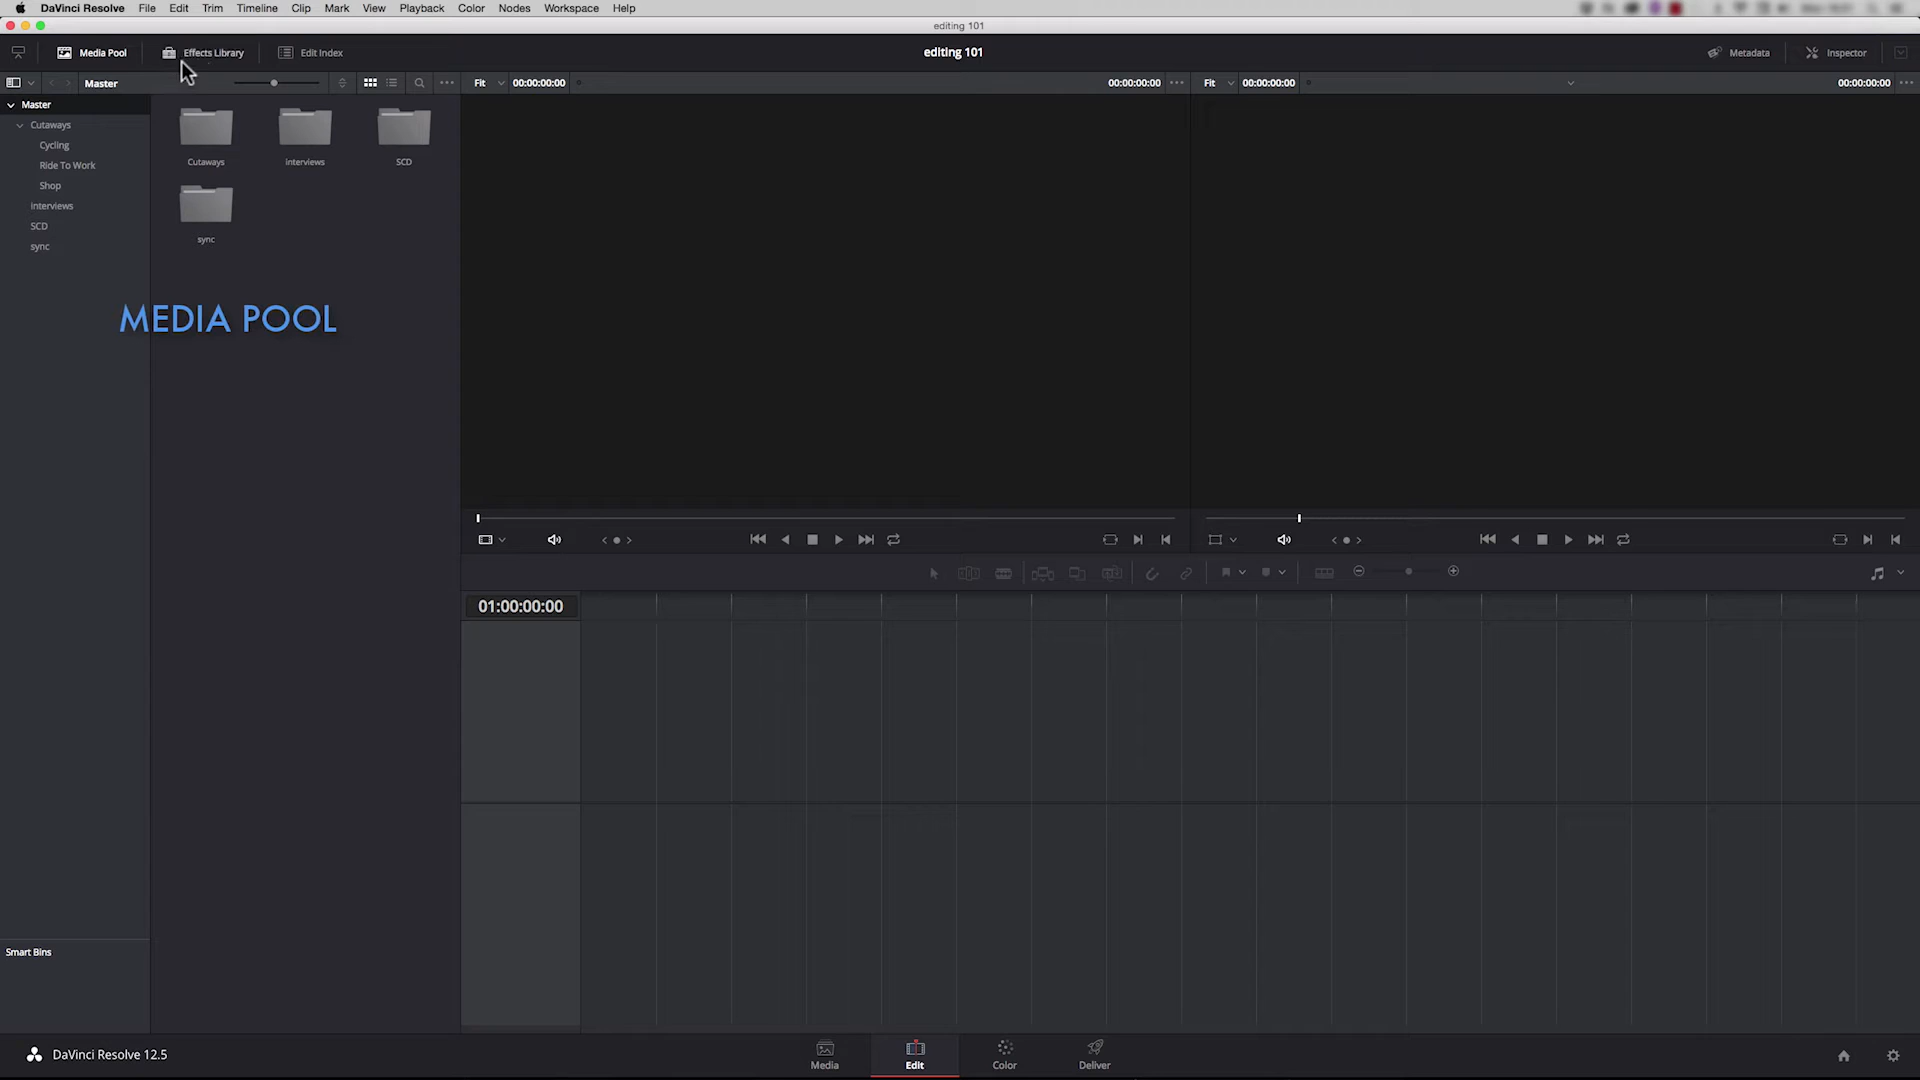 DaVinci Resolve File Edit Trim Timeline Clip Mark View Playback Color Nodes Workspace Help
editing 101
Media Pool Effects Library Edit Index editing 101 Metadata Inspector
Master Fit 00:00:00:00 00:00:00:00 Fit 00:00:00:00 00:00:00:00
Master
Cutaways
Cycling
Ride To Work
Shop
interviews
SCD
sync
Cutaways interviews SCD
sync
MEDIA POOL
01:00:00:00
Smart Bins
DaVinci Resolve 12.5
Media Edit Color Deliver